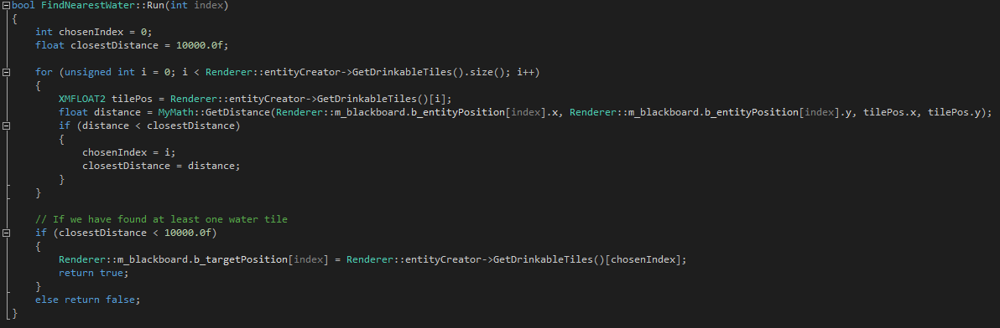 bool FindNearestWater::Run(int index)
{
    int chosenIndex = 0;
    float closestDistance = 10000.0f;

    for (unsigned int i = 0; i < Renderer::entityCreator->GetDrinkableTiles().size(); i++)
    {
        XMFLOAT2 tilePos = Renderer::entityCreator->GetDrinkableTiles()[i];
        float distance = MyMath::GetDistance(Renderer::m_blackboard.b_entityPosition[index].x, Renderer::m_blackboard.b_entityPosition[index].y, tilePos.x, tilePos.y);
        if (distance < closestDistance)
        {
            chosenIndex = i;
            closestDistance = distance;
        }
    }

    // If we have found at least one water tile
    if (closestDistance < 10000.0f)
    {
        Renderer::m_blackboard.b_targetPosition[index] = Renderer::entityCreator->GetDrinkableTiles()[chosenIndex];
        return true;
    }
    else return false;
}